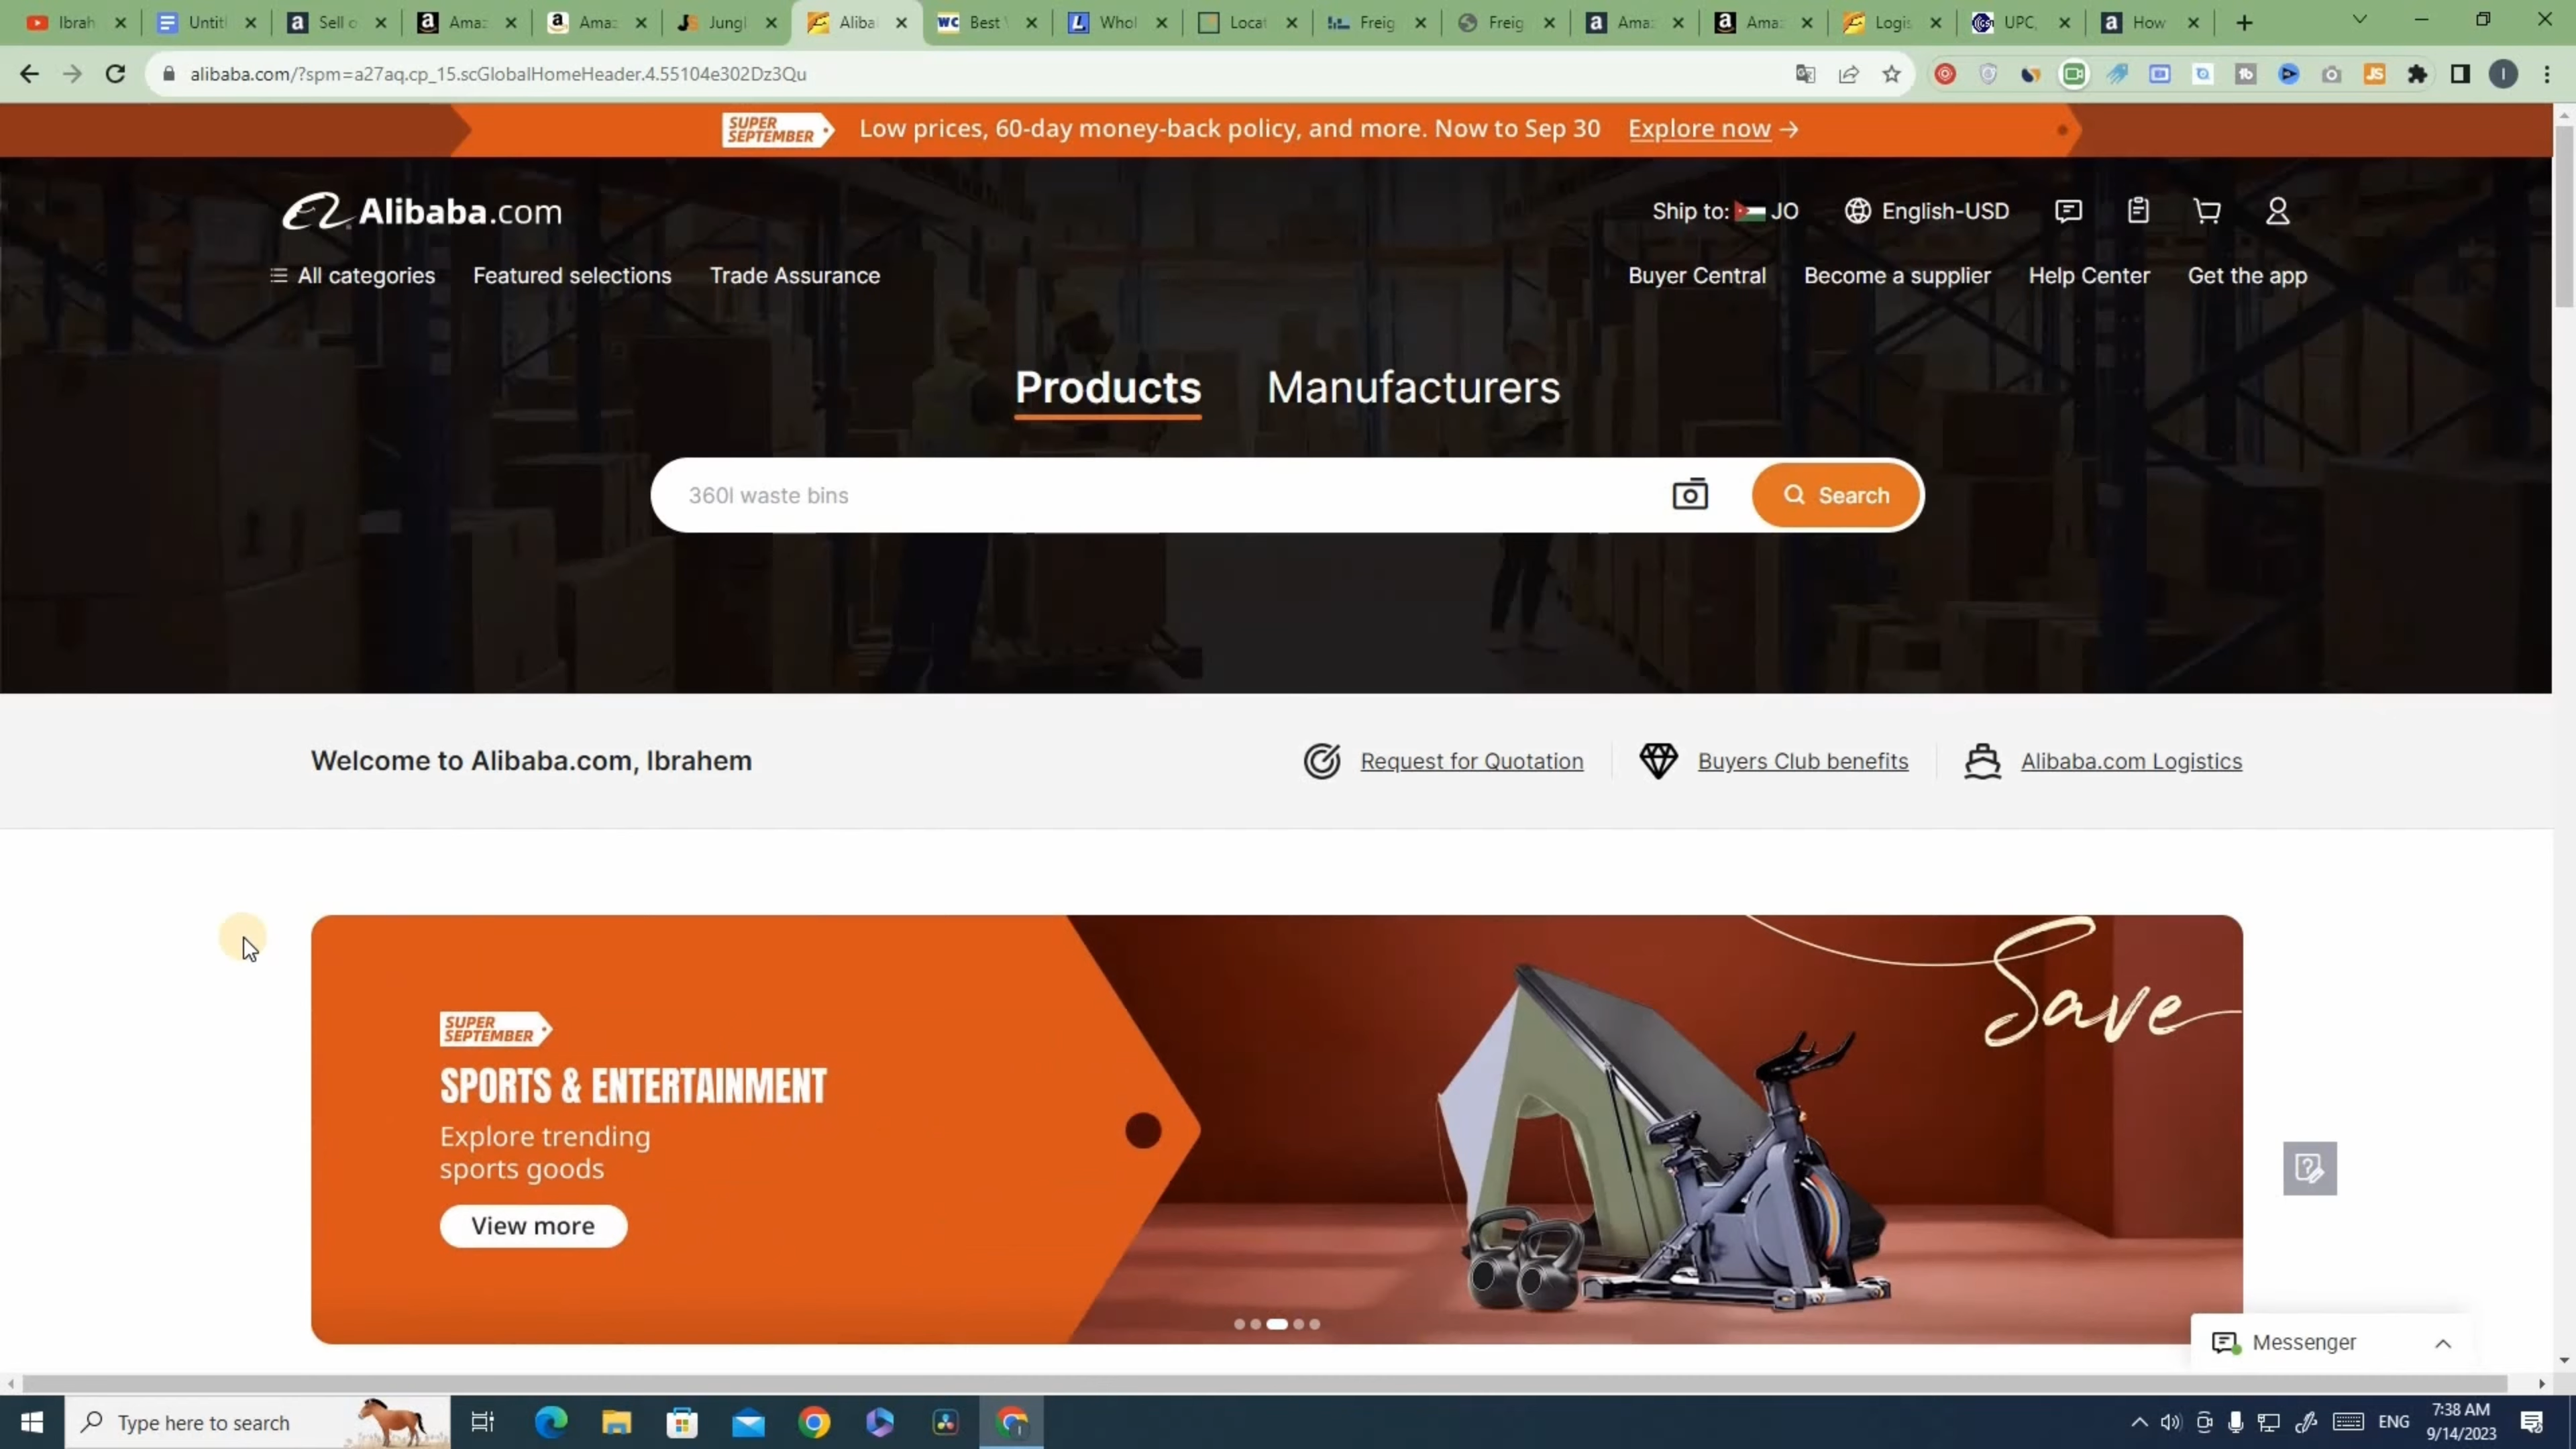 Ibrah
Untitl
Sell o
Ama
Ama
Jungl
Aliba
Best
Whol
Locat
Freig
Freig
Ama
Ama
Logis
UPC,
How
alibaba.com/?spm=a27aq.cp_15.scGlobalHomeHeader.4.55104e302Dz3Qu
SUPER
SEPTEMBER
Low prices, 60-day money-back policy, and more. Now to Sep 30 Explore now →
Alibaba.com
Ship to: JO English-USD
All categories Featured selections Trade Assurance
Buyer Central Become a supplier Help Center Get the app
Products Manufacturers
360l waste bins
Search
Welcome to Alibaba.com, Ibrahem
Request for Quotation Buyers Club benefits Alibaba.com Logistics
Save
SUPER
SEPTEMBER
SPORTS & ENTERTAINMENT
Explore trending
sports goods
View more
Messenger
Type here to search
ENG
7:38 AM
9/14/2023